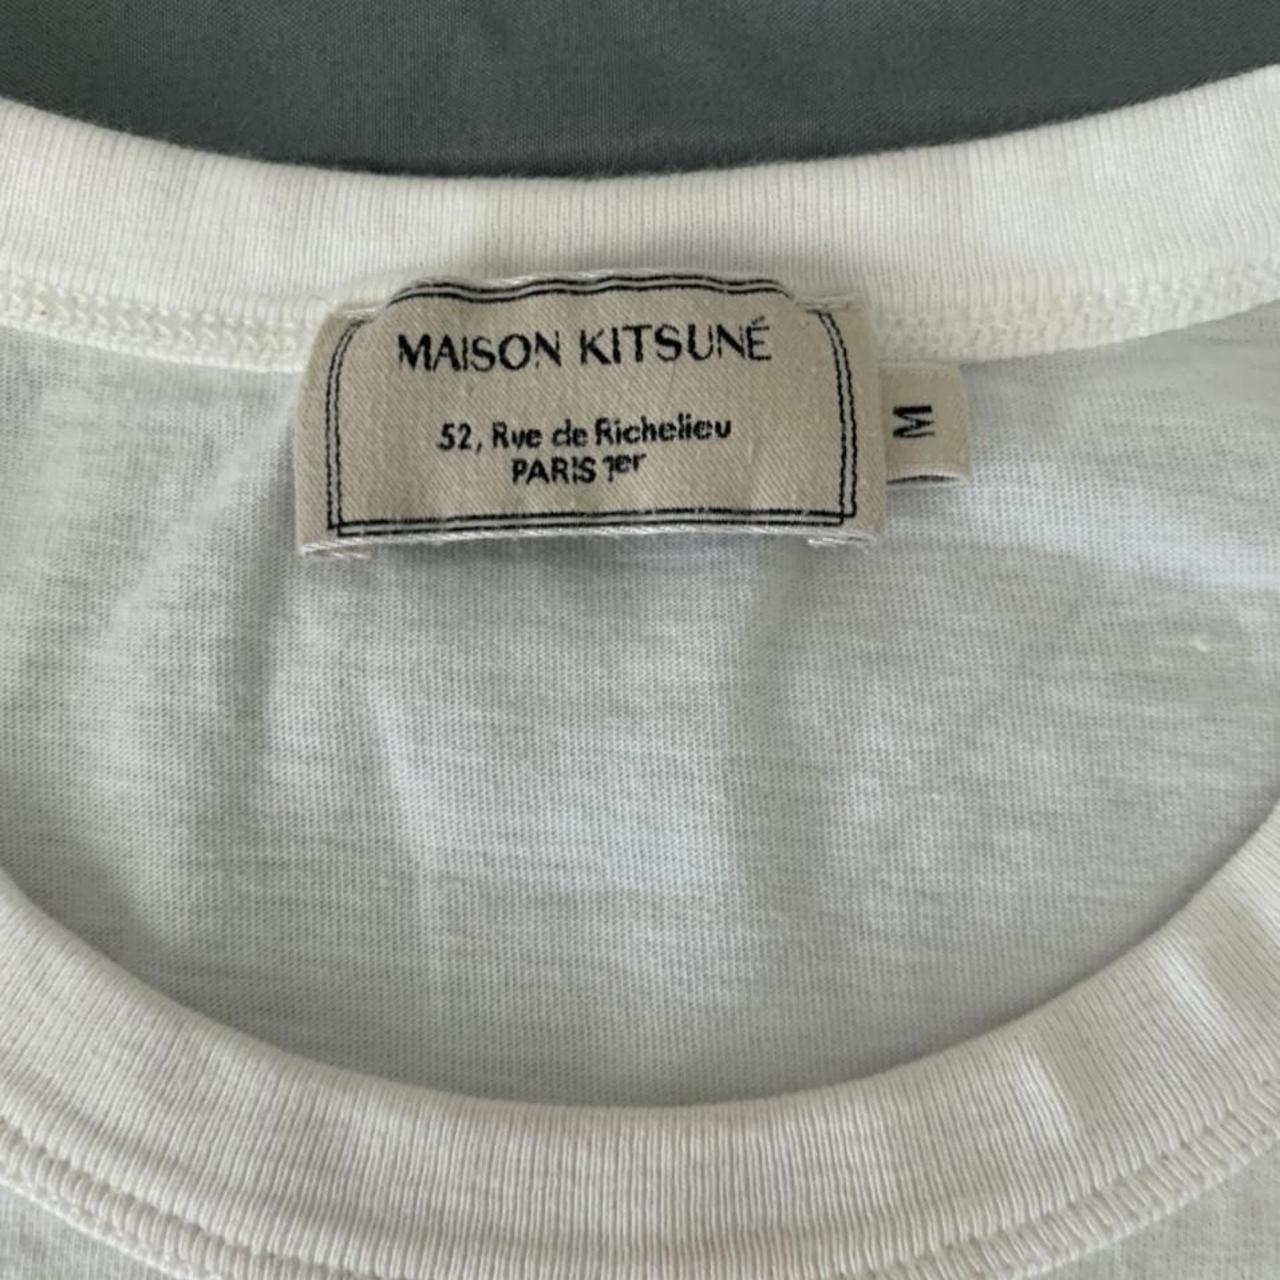 MAISON KITSUNÉ
52, Rue de Richelieu
PARIS 1er
M